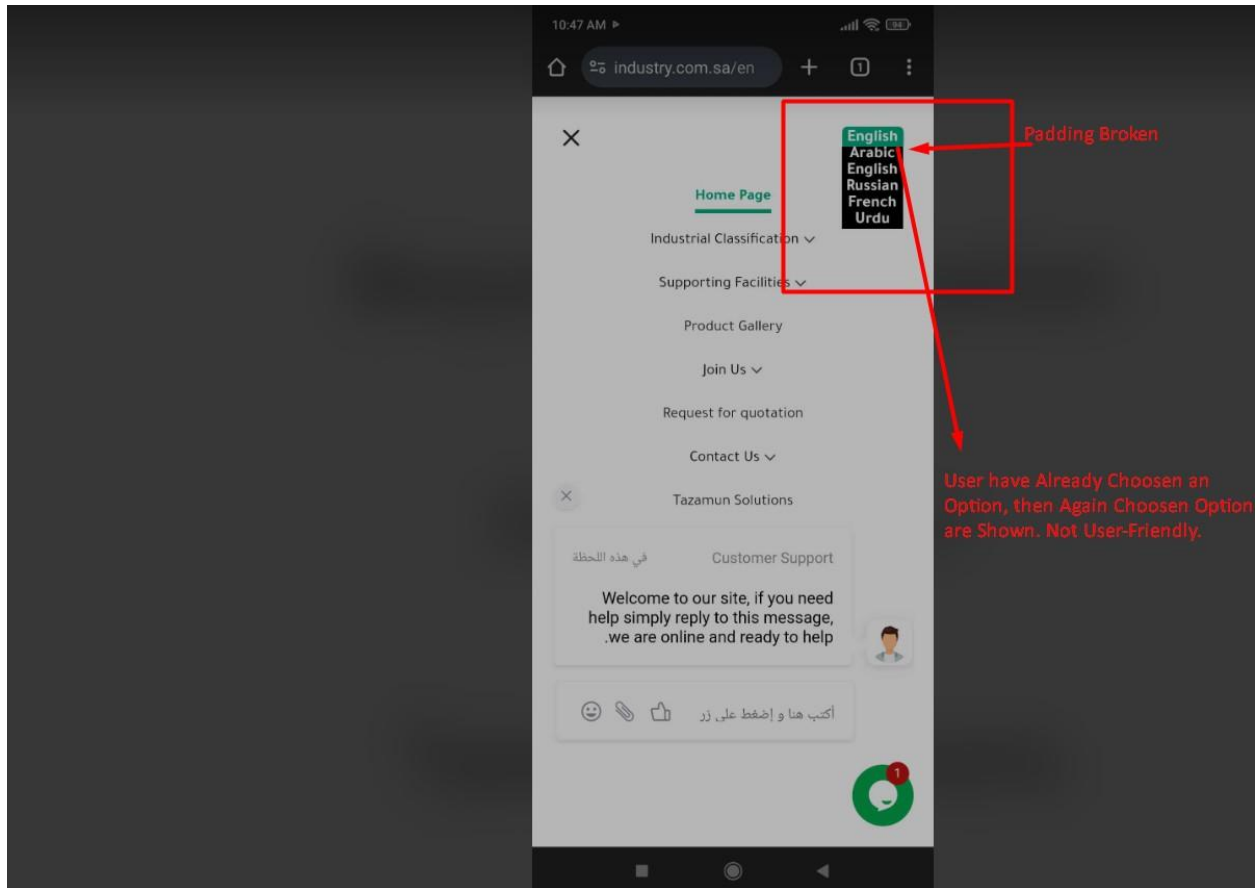 10:47 AM
94
industry.com.sa/en
1
English
Arabic
English
Russian
French
Urdu
Padding Broken
Home Page
Industrial Classification
Supporting Facilities
Product Gallery
Join Us
Request for quotation
Contact Us
Tazamun Solutions
User have Already Choosen an
Option, then Again Choosen Option
are Shown. Not User-Friendly.
في هذه اللحظة
Customer Support
Welcome to our site, if you need
help simply reply to this message,
.we are online and ready to help
أكتب هنا و إضغط على زر
1